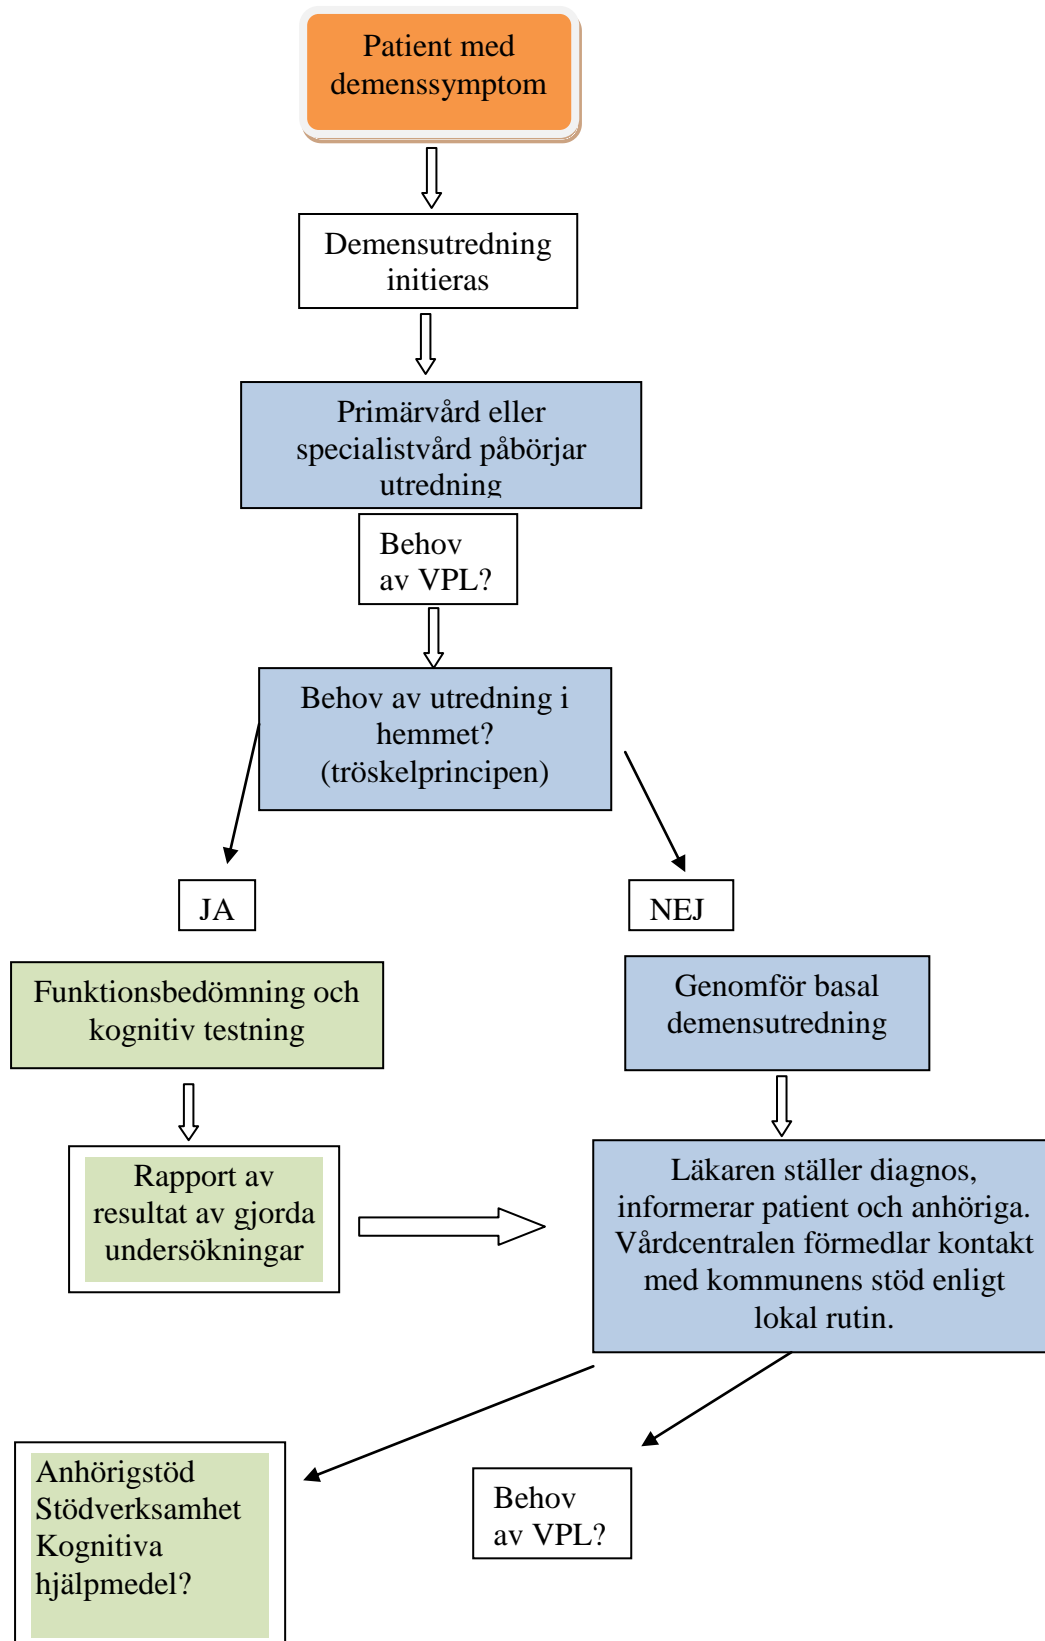 Patient med
demenssymptom
Demensutredning
initieras
Primärvård eller
specialistvård påbörjar
utredning
Behov
av VPL?
Behov av utredning i
hemmet?
(tröskelprincipen)
JA
NEJ
Funktionsbedömning och
kognitiv testning
Genomför basal
demensutredning
Rapport av
resultat av gjorda
undersökningar
Läkaren ställer diagnos,
informerar patient och anhöriga.
Vårdcentralen förmedlar kontakt
med kommunens stöd enligt
lokal rutin.
Anhörigstöd
Stödverksamhet
Kognitiva
hjälpmedel?
Behov
av VPL?